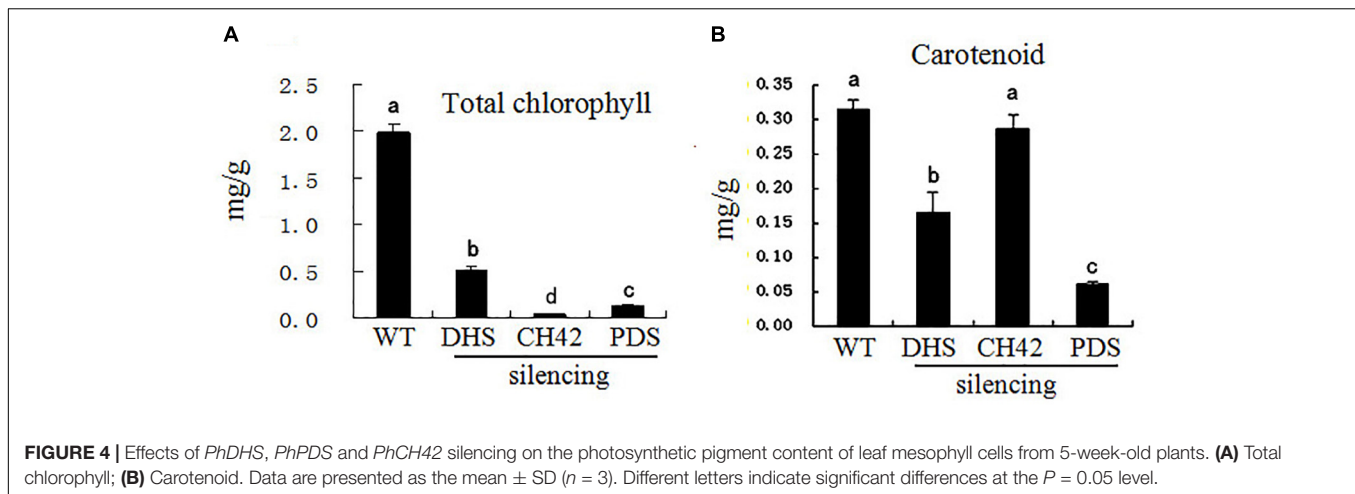 A
Total chlorophyll
mg/g
2.5
2.0
1.5
1.0
0.5
0.0
a
b
d
c
WT DHS CH42 PDS
silencing
B
Carotenoid
mg/g
0.35
0.30
0.25
0.20
0.15
0.10
0.05
0.00
a
b
a
c
WT DHS CH42 PDS
silencing
FIGURE 4 | Effects of PhDHS, PhPDS and PhCH42 silencing on the photosynthetic pigment content of leaf mesophyll cells from 5-week-old plants. (A) Total
chlorophyll; (B) Carotenoid. Data are presented as the mean ± SD (n = 3). Different letters indicate significant differences at the P = 0.05 level.